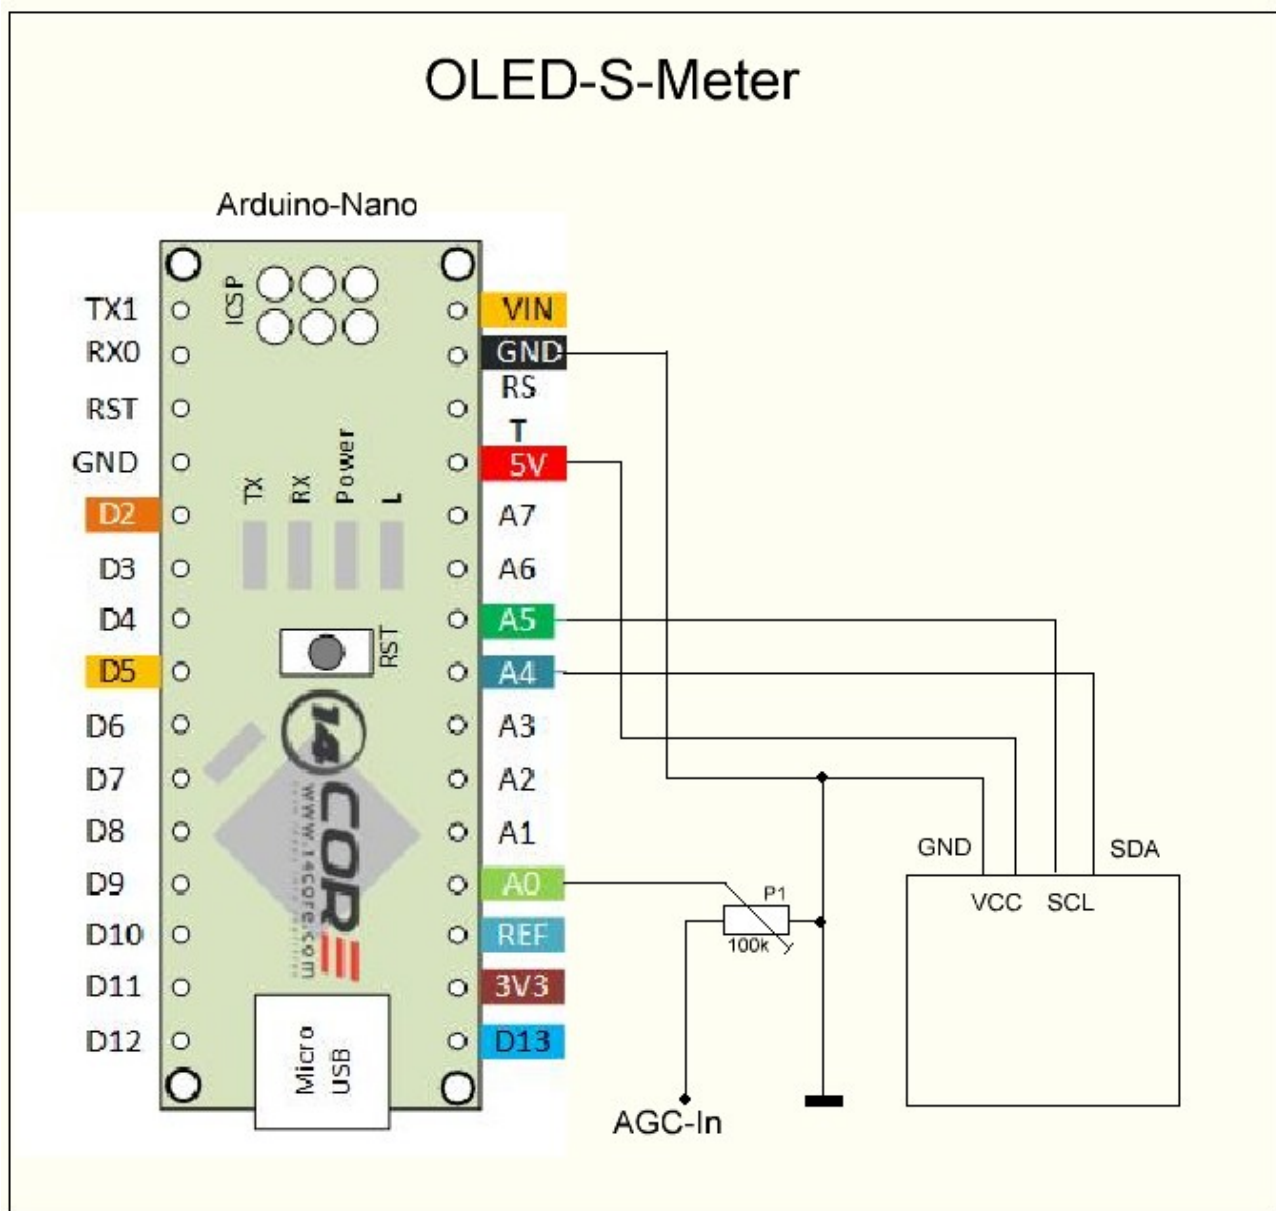 OLED-S-Meter
Arduino-Nano
ICSP
TX1
RX0
RST
GND
D2
D3
D4
D5
D6
D7
D8
D9
D10
D11
D12
VIN
GND
RS
T
5V
A7
A6
A5
A4
A3
A2
A1
A0
REF
3V3
D13
TX
RX
Power
L
RST
14
CORE
www.14core.com
Micro
USB
P1
100k
AGC-In
GND
SDA
VCC
SCL